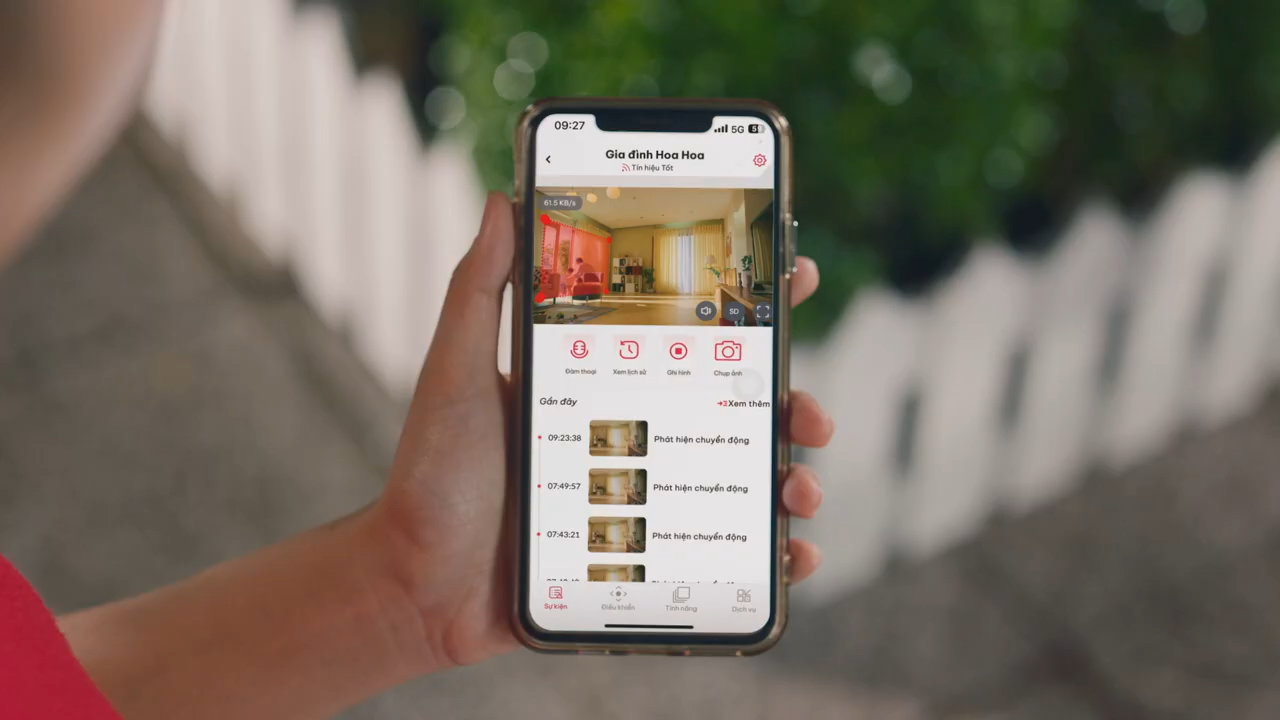 09:27
5G
Gia đình Hoa Hoa
Tín hiệu Tốt
61.5 KB/s
SD
Đàm thoại
Xem lịch sử
Ghi hình
Chụp ảnh
Gần đây
Xem thêm
09:23:38 Phát hiện chuyển động
07:49:57 Phát hiện chuyển động
07:43:21 Phát hiện chuyển động
Sự kiện
Điều khiển
Tính năng
Dịch vụ